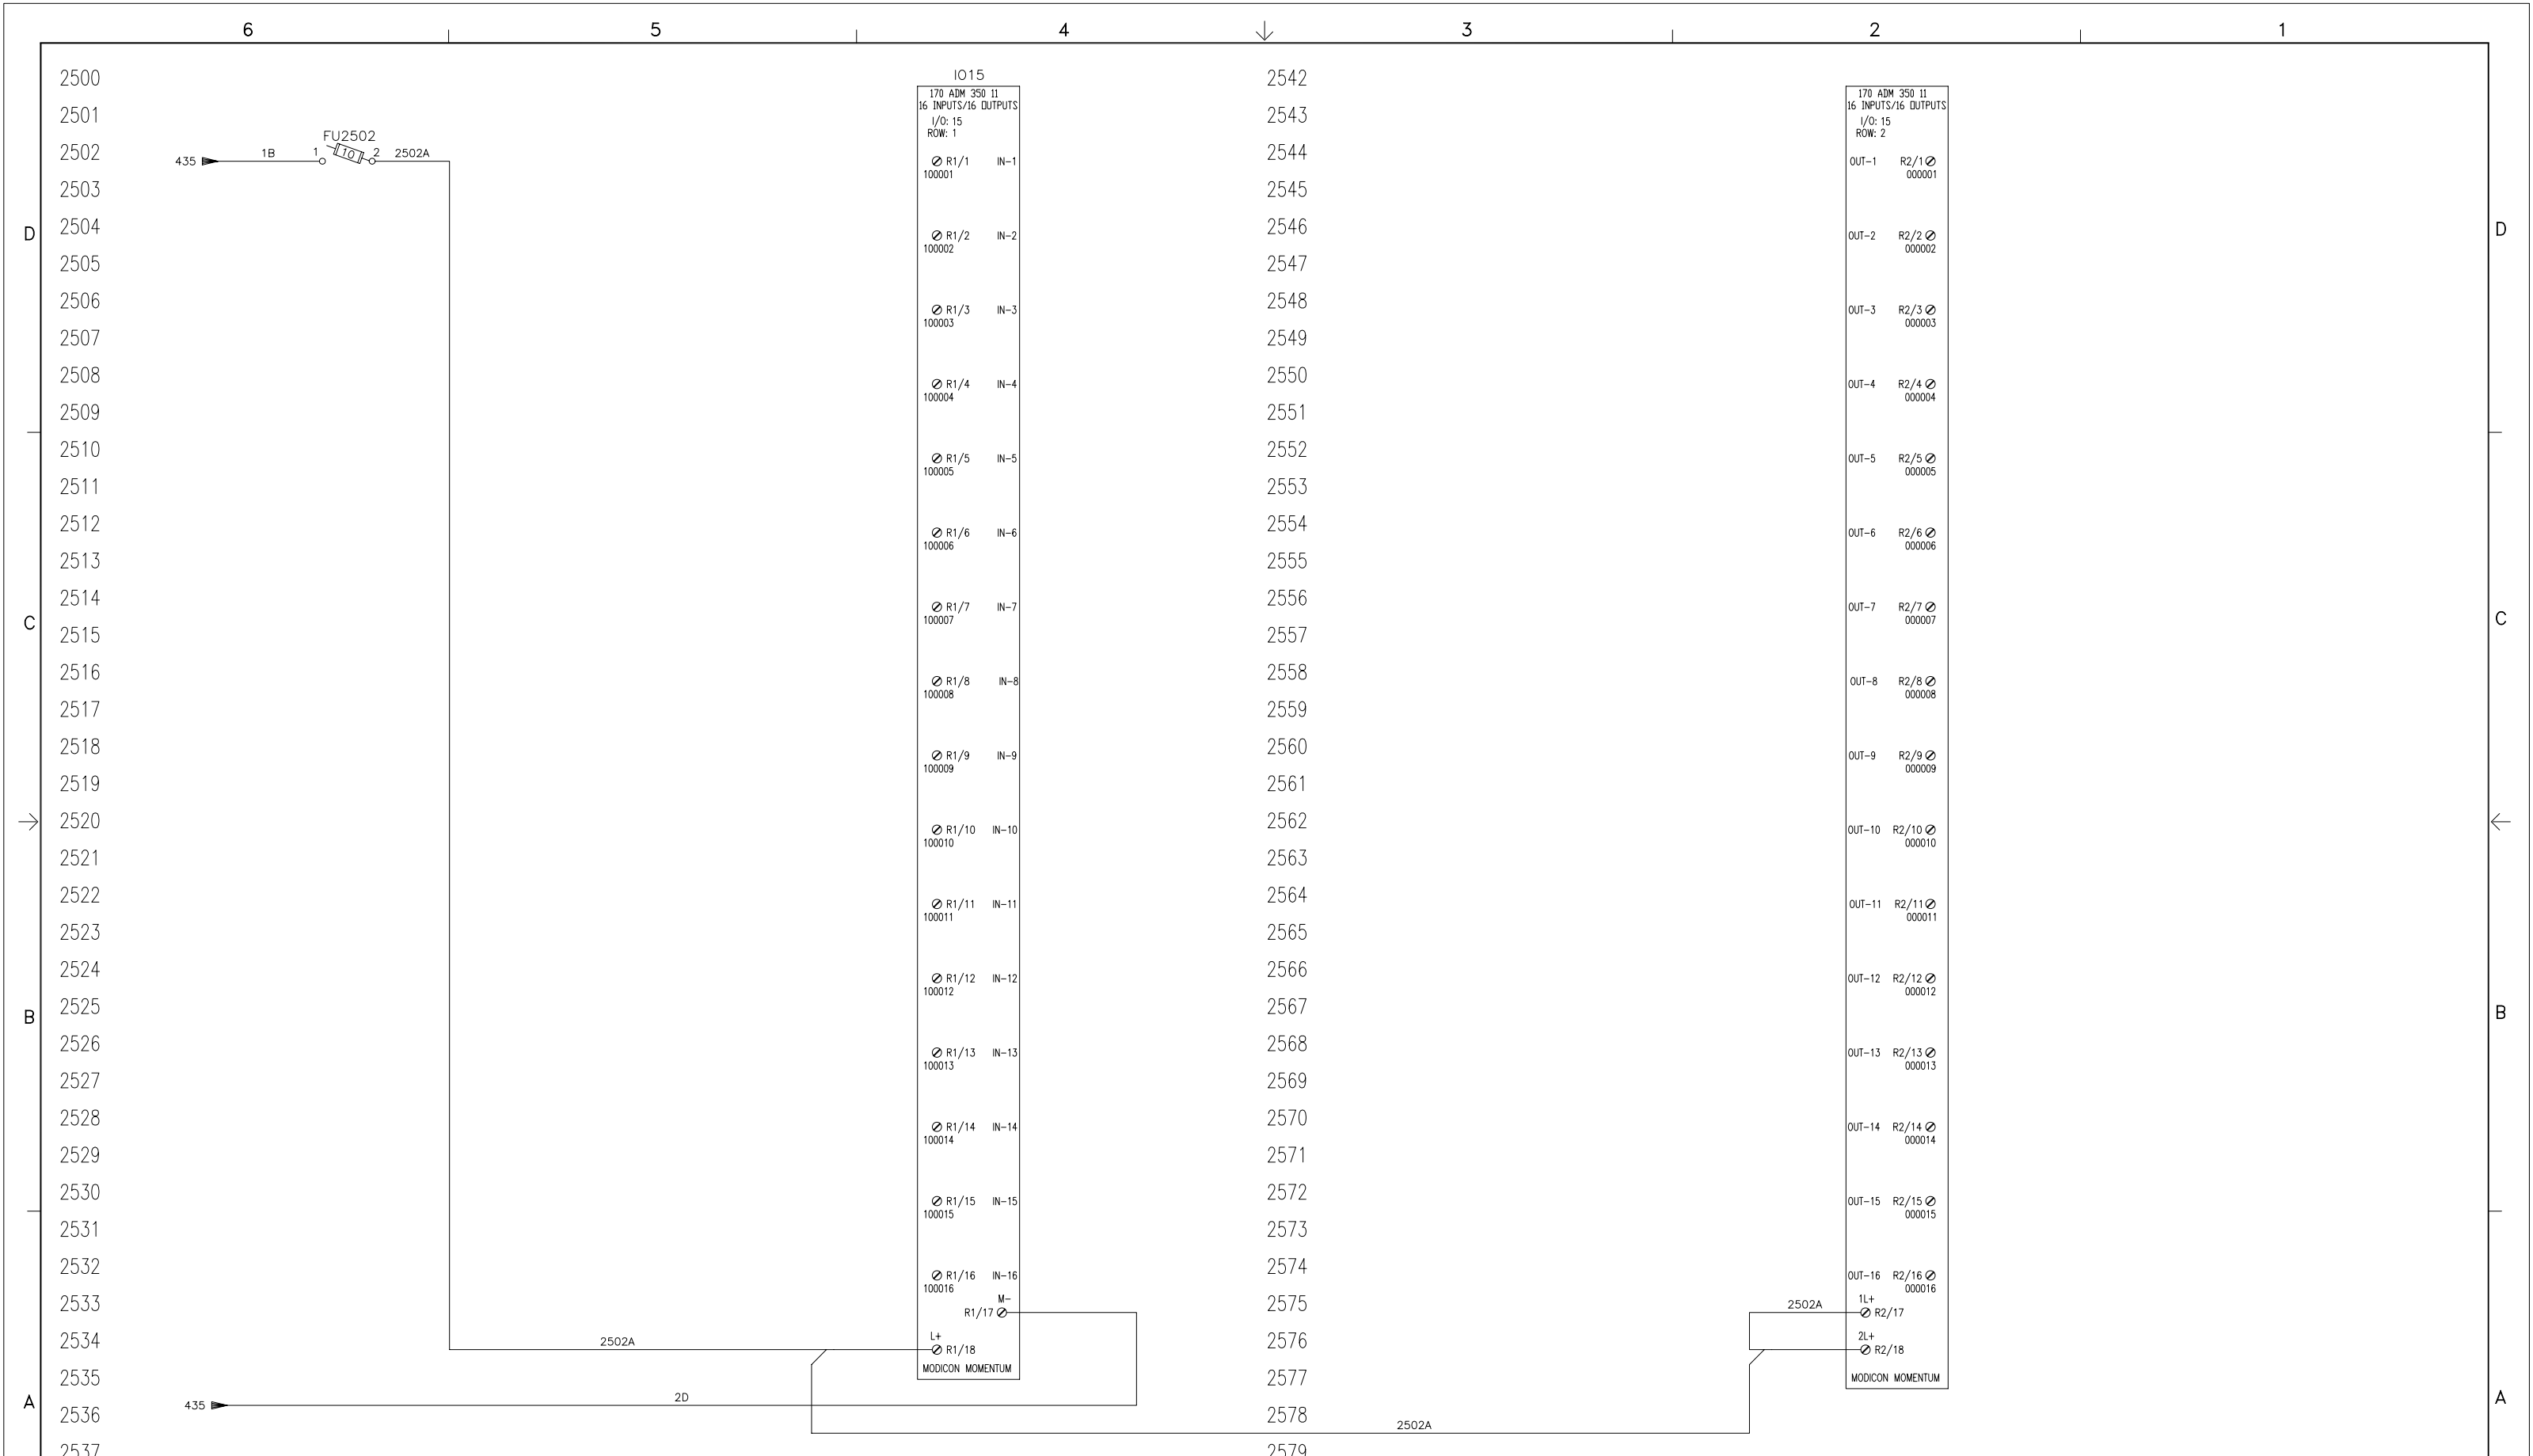 6 5 4 3 2 1
2500
2501
2502
2503
2504
2505
2506
2507
2508
2509
2510
2511
2512
2513
2514
2515
2516
2517
2518
2519
2520
2521
2522
2523
2524
2525
2526
2527
2528
2529
2530
2531
2532
2533
2534
2535
2536
2537
D
C
B
A
FU2502
435 1B 1 10 2 2502A
2502A
435 2D
IO15
170 ADM 350 11
16 INPUTS/16 OUTPUTS
I/O: 15
ROW: 1
R1/1 IN-1
100001
R1/2 IN-2
100002
R1/3 IN-3
100003
R1/4 IN-4
100004
R1/5 IN-5
100005
R1/6 IN-6
100006
R1/7 IN-7
100007
R1/8 IN-8
100008
R1/9 IN-9
100009
R1/10 IN-10
100010
R1/11 IN-11
100011
R1/12 IN-12
100012
R1/13 IN-13
100013
R1/14 IN-14
100014
R1/15 IN-15
100015
R1/16 IN-16
100016
M-
R1/17
L+
R1/18
MODICON MOMENTUM
2542
2543
2544
2545
2546
2547
2548
2549
2550
2551
2552
2553
2554
2555
2556
2557
2558
2559
2560
2561
2562
2563
2564
2565
2566
2567
2568
2569
2570
2571
2572
2573
2574
2575
2576
2577
2578
2579
2502A
2502A
170 ADM 350 11
16 INPUTS/16 OUTPUTS
I/O: 15
ROW: 2
OUT-1 R2/1
000001
OUT-2 R2/2
000002
OUT-3 R2/3
000003
OUT-4 R2/4
000004
OUT-5 R2/5
000005
OUT-6 R2/6
000006
OUT-7 R2/7
000007
OUT-8 R2/8
000008
OUT-9 R2/9
000009
OUT-10 R2/10
000010
OUT-11 R2/11
000011
OUT-12 R2/12
000012
OUT-13 R2/13
000013
OUT-14 R2/14
000014
OUT-15 R2/15
000015
OUT-16 R2/16
000016
1L+
R2/17
2L+
R2/18
MODICON MOMENTUM
D
C
B
A